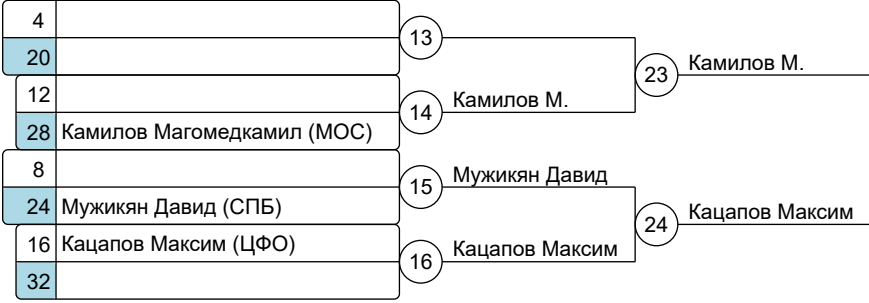 4
13
20
23 Камилов М.
12
14 Камилов М.
28 Камилов Магомедкамил (МОС)
8
15 Мужикян Давид
24 Мужикян Давид (СПБ)
24 Кацапов Максим
16 Кацапов Максим (ЦФО)
16 Кацапов Максим
32